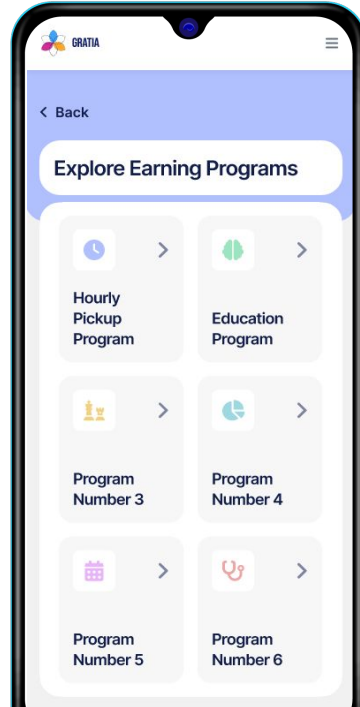 GRATIA
Back
Explore Earning Programs
Hourly
Pickup
Program
Education
Program
Program
Number 3
Program
Number 4
Program
Number 5
Program
Number 6